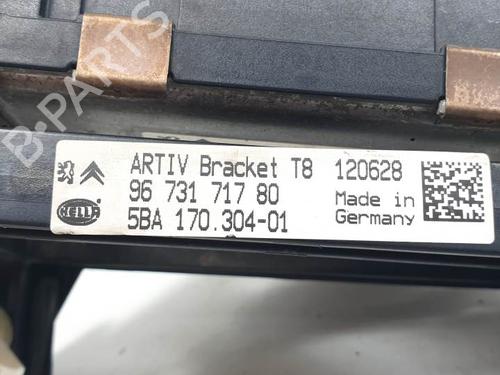 B-PARTS
ARTIV Bracket T8 120628
96 731 717 80
5BA 170.304-01
HELLA
Made in
Germany